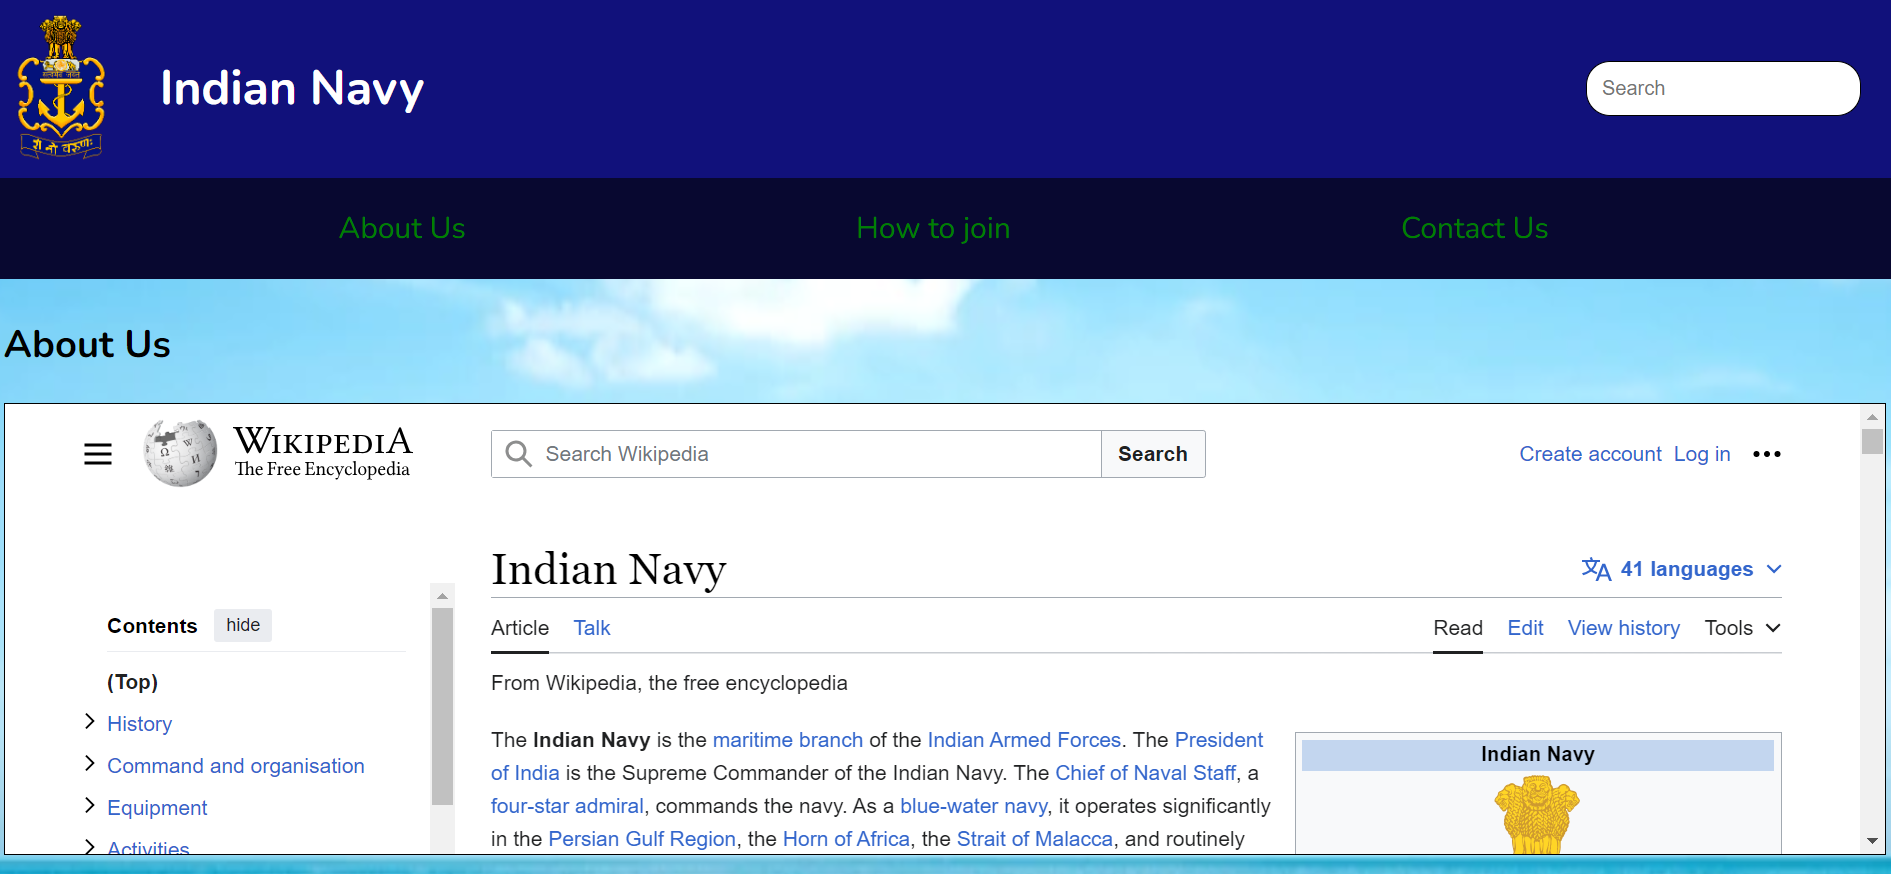 सत्यमेव जयते
शं नो वरुणः
Indian Navy
Search
About Us
How to join
Contact Us
About Us
WIKIPEDIA
The Free Encyclopedia
Search Wikipedia
Search
Create account Log in
Indian Navy
41 languages
Contents hide
Article Talk
Read Edit View history Tools
(Top)
From Wikipedia, the free encyclopedia
History
Command and organisation
Equipment
Activities
The Indian Navy is the maritime branch of the Indian Armed Forces. The President
of India is the Supreme Commander of the Indian Navy. The Chief of Naval Staff, a
four-star admiral, commands the navy. As a blue-water navy, it operates significantly
in the Persian Gulf Region, the Horn of Africa, the Strait of Malacca, and routinely
Indian Navy